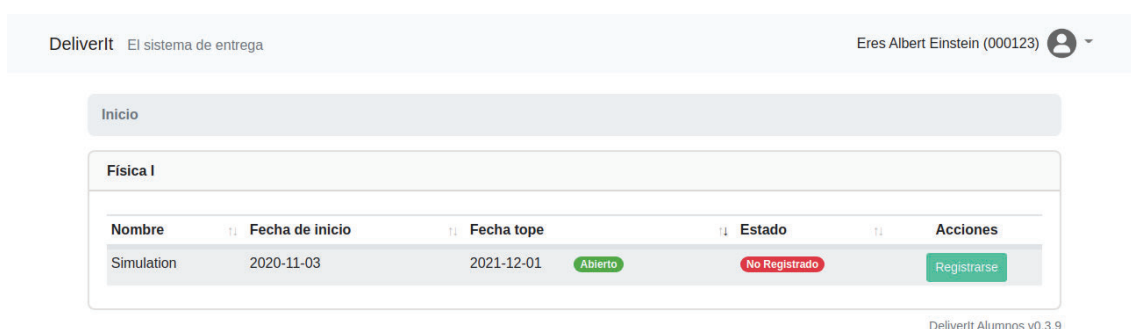 DeliverIt El sistema de entrega Eres Albert Einstein (000123)
Inicio
Física I
Nombre Fecha de inicio Fecha tope Estado Acciones
Simulation 2020-11-03 2021-12-01 Abierto No Registrado Registrarse
DeliverIt Alumnos v0.3.9